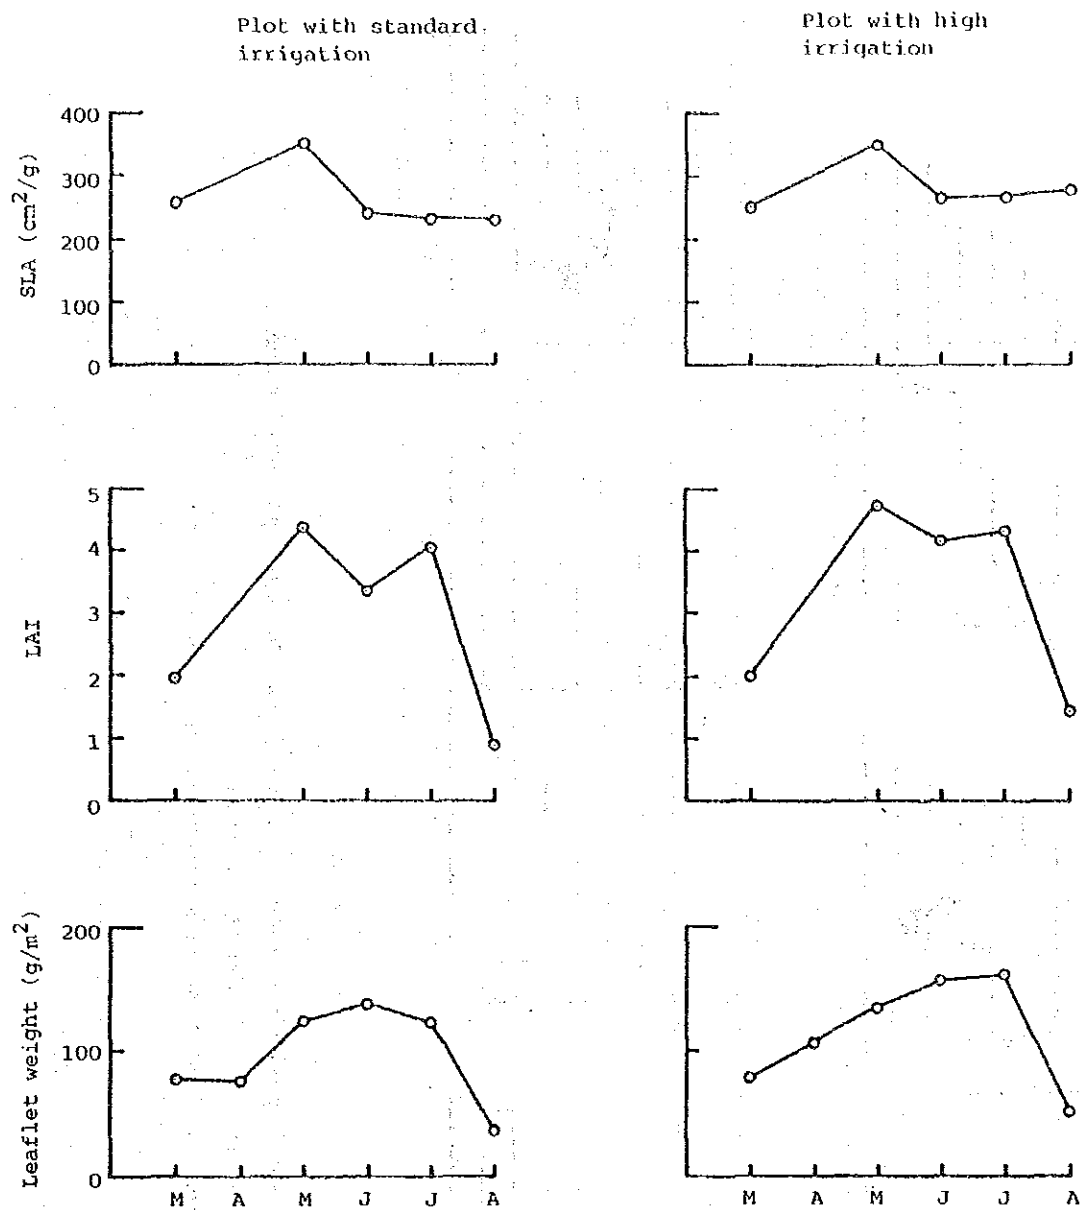 Plot with standard
irrigation
Plot with high
irrigation
SLA (cm²/g)
400
300
200
100
0
LAI
5
4
3
2
1
0
Leaflet weight (g/m²)
200
100
0
M A M J J A
M A M J J A